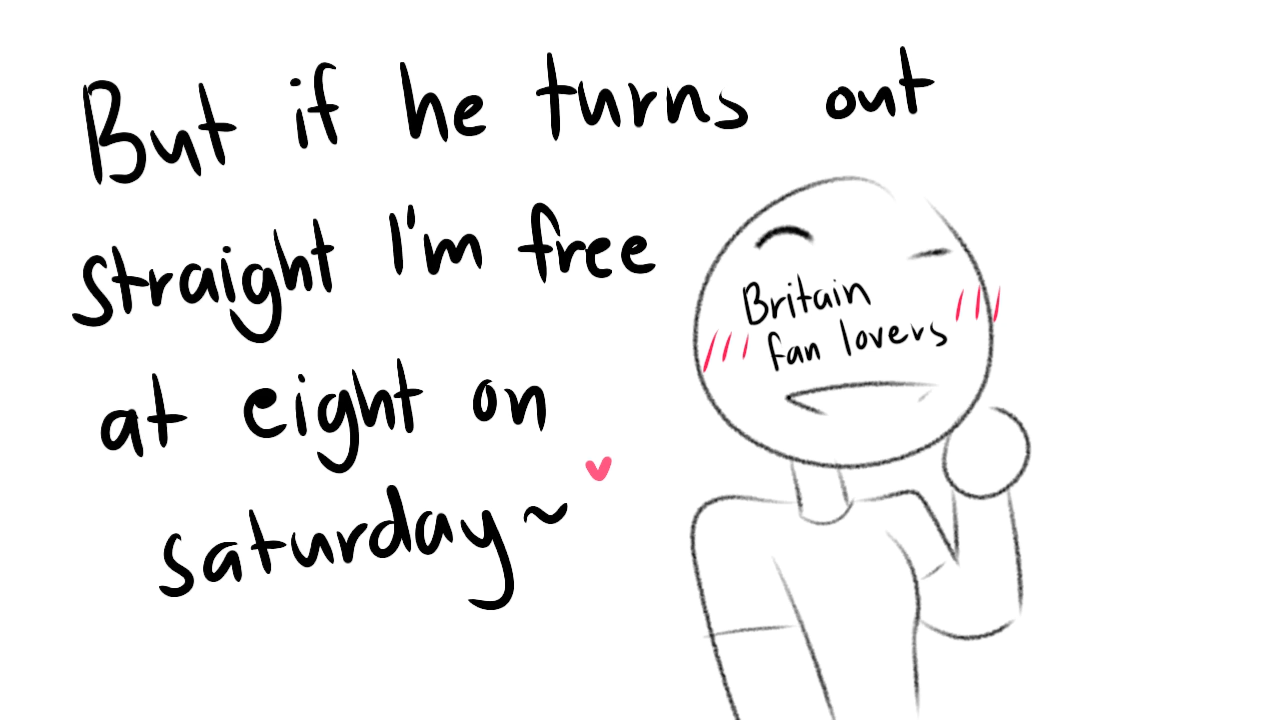 But if he turns out
straight I'm free
at eight on
saturday~
Britain
fan lovers